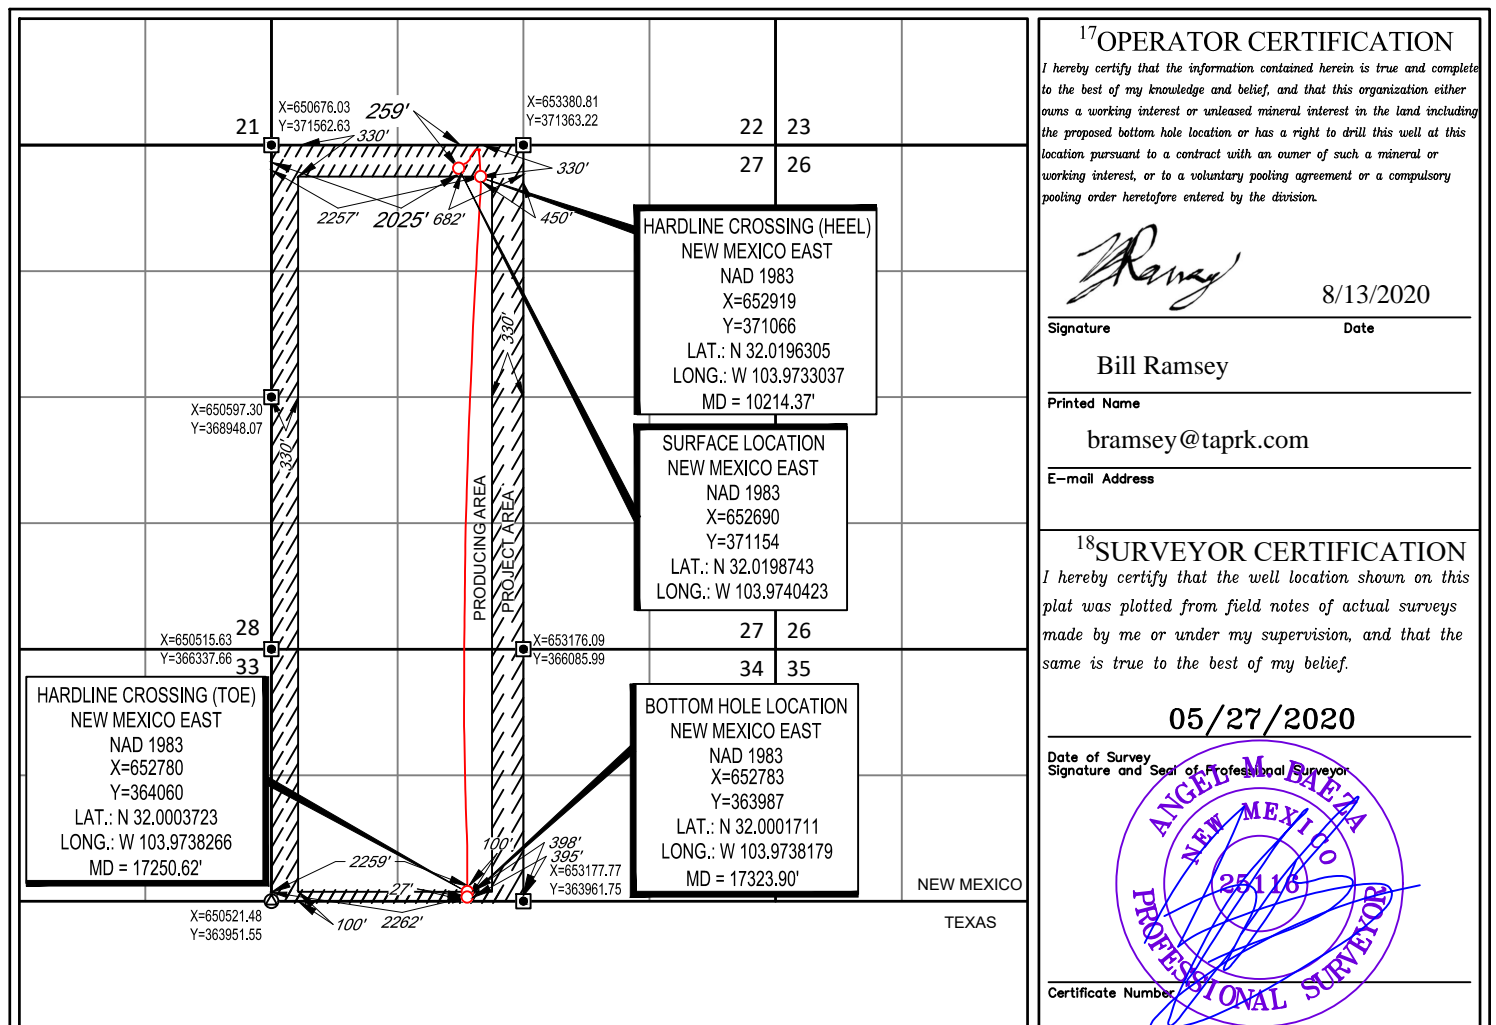 X=650676.03
Y=371562.63
259'
X=653380.81
Y=371363.22
21
330'
22 23
27 26
330'
2257'
2025'
682'
450'
HARDLINE CROSSING (HEEL)
NEW MEXICO EAST
NAD 1983
X=652919
Y=371066
LAT.: N 32.0196305
LONG.: W 103.9733037
MD = 10214.37'
330'
X=650597.30
Y=368948.07
330'
SURFACE LOCATION
NEW MEXICO EAST
NAD 1983
X=652690
Y=371154
LAT.: N 32.0198743
LONG.: W 103.9740423
PRODUCING AREA
PROJECT AREA
28
X=650515.63
Y=366337.66
33
X=653176.09
Y=366085.99
27 26
34 35
HARDLINE CROSSING (TOE)
NEW MEXICO EAST
NAD 1983
X=652780
Y=364060
LAT.: N 32.0003723
LONG.: W 103.9738266
MD = 17250.62'
BOTTOM HOLE LOCATION
NEW MEXICO EAST
NAD 1983
X=652783
Y=363987
LAT.: N 32.0001711
LONG.: W 103.9738179
MD = 17323.90'
100'
398'
395'
2259'
X=653177.77
Y=363961.75
27'
NEW MEXICO
TEXAS
X=650521.48
Y=363951.55
100'
2262'
17OPERATOR CERTIFICATION
I hereby certify that the information contained herein is true and complete
to the best of my knowledge and belief, and that this organization either
owns a working interest or unleased mineral interest in the land including
the proposed bottom hole location or has a right to drill this well at this
location pursuant to a contract with an owner of such a mineral or
working interest, or to a voluntary pooling agreement or a compulsory
pooling order heretofore entered by the division.
8/13/2020
Signature Date
Bill Ramsey
Printed Name
bramsey@taprk.com
E-mail Address
18SURVEYOR CERTIFICATION
I hereby certify that the well location shown on this
plat was plotted from field notes of actual surveys
made by me or under my supervision, and that the
same is true to the best of my belief.
05/27/2020
Date of Survey
Signature and Seal of Professional Surveyor
ANGEL M. BAEZA
NEW MEXICO
25116
PROFESSIONAL SURVEYOR
Certificate Number